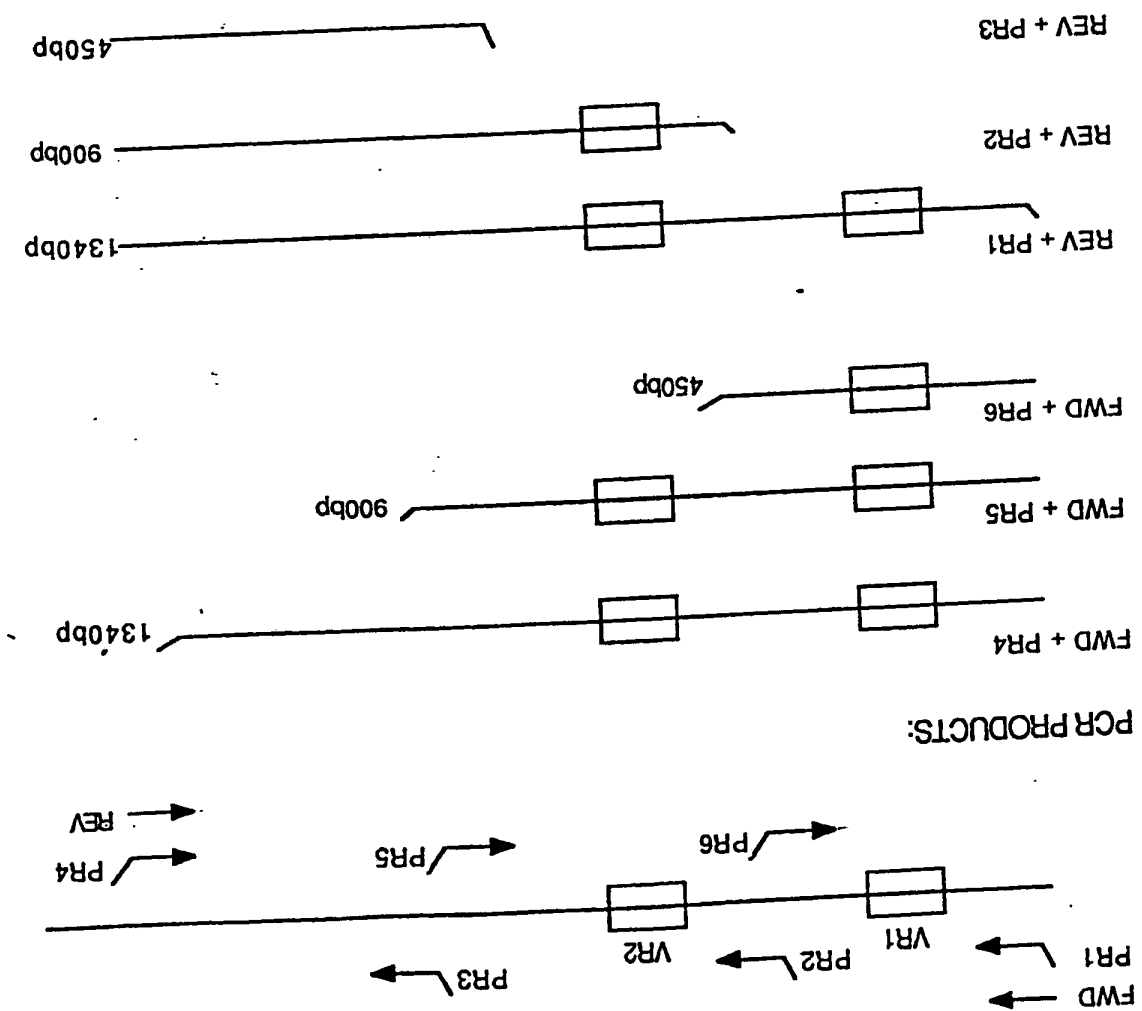 FWD
PR1
PR2
PR3
VR1
VR2
PR6
PR5
PR4
REV
PCR PRODUCTS:
FWD + PR4
1340bp
FWD + PR5
900bp
FWD + PR6
450bp
REV + PR1
1340bp
REV + PR2
900bp
REV + PR3
450bp